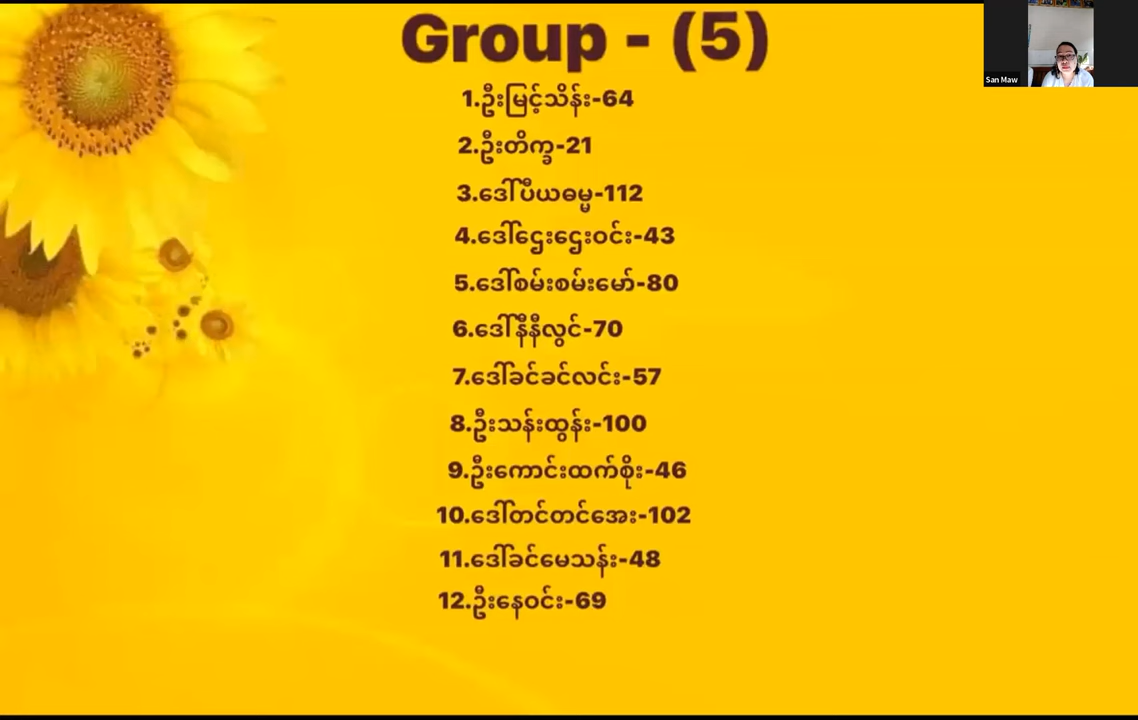 Group - (5)
San Maw
1.ဦးမြင့်သိန်း-64
2.ဦးတိက္ခ-21
3.ဒေါ်ပီယဓမ္မ-112
4.ဒေါ်ဌေးဌေးဝင်း-43
5.ဒေါ်စမ်းစမ်းမော်-80
6.ဒေါ်နီနီလွင်-70
7.ဒေါ်ခင်ခင်လင်း-57
8.ဦးသန်းထွန်း-100
9.ဦးကောင်းထက်စိုး-46
10.ဒေါ်တင်တင်အေး-102
11.ဒေါ်ခင်မေသန်း-48
12.ဦးနေဝင်း-69